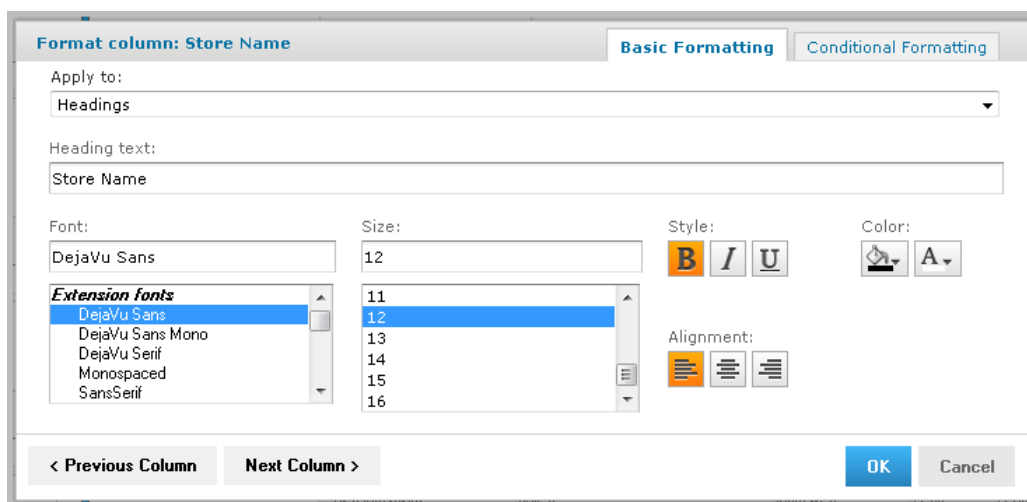 Format column: Store Name
Basic Formatting
Conditional Formatting
Apply to:
Headings
Heading text:
Store Name
Font:
Size:
Style:
Color:
DejaVu Sans
12
B I U
A
Extension fonts
DejaVu Sans
DejaVu Sans Mono
DejaVu Serif
Monospaced
SansSerif
11
12
13
14
15
16
Alignment:
< Previous Column
Next Column >
OK
Cancel